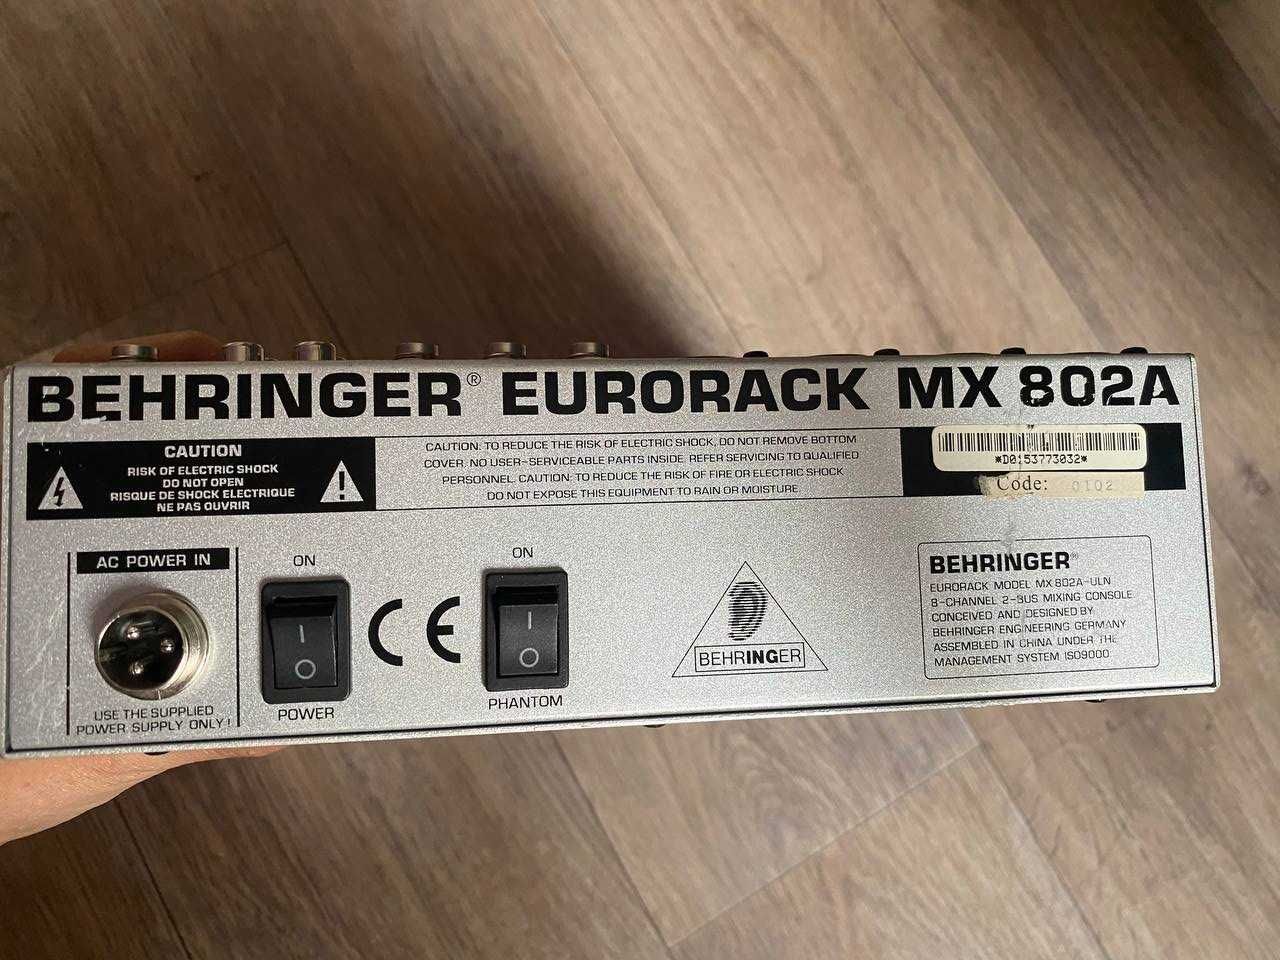 BEHRINGER® EURORACK MX 802A
CAUTION
RISK OF ELECTRIC SHOCK
DO NOT OPEN
RISQUE DE SHOCK ELECTRIQUE
NE PAS OUVRIR
CAUTION: TO REDUCE THE RISK OF ELECTRIC SHOCK, DO NOT REMOVE BOTTOM
COVER. NO USER-SERVICEABLE PARTS INSIDE. REFER SERVICING TO QUALIFIED
PERSONNEL. CAUTION: TO REDUCE THE RISK OF FIRE OR ELECTRIC SHOCK
DO NOT EXPOSE THIS EQUIPMENT TO RAIN OR MOISTURE.
*D0153773032*
Code: 0102
AC POWER IN
USE THE SUPPLIED
POWER SUPPLY ONLY!
ON
POWER
CE
ON
PHANTOM
BEHRINGER
BEHRINGER®
EURORACK MODEL MX 802A-ULN
8-CHANNEL 2-BUS MIXING CONSOLE
CONCEIVED AND DESIGNED BY
BEHRINGER ENGINEERING GERMANY
ASSEMBLED IN CHINA UNDER THE
MANAGEMENT SYSTEM ISO9000